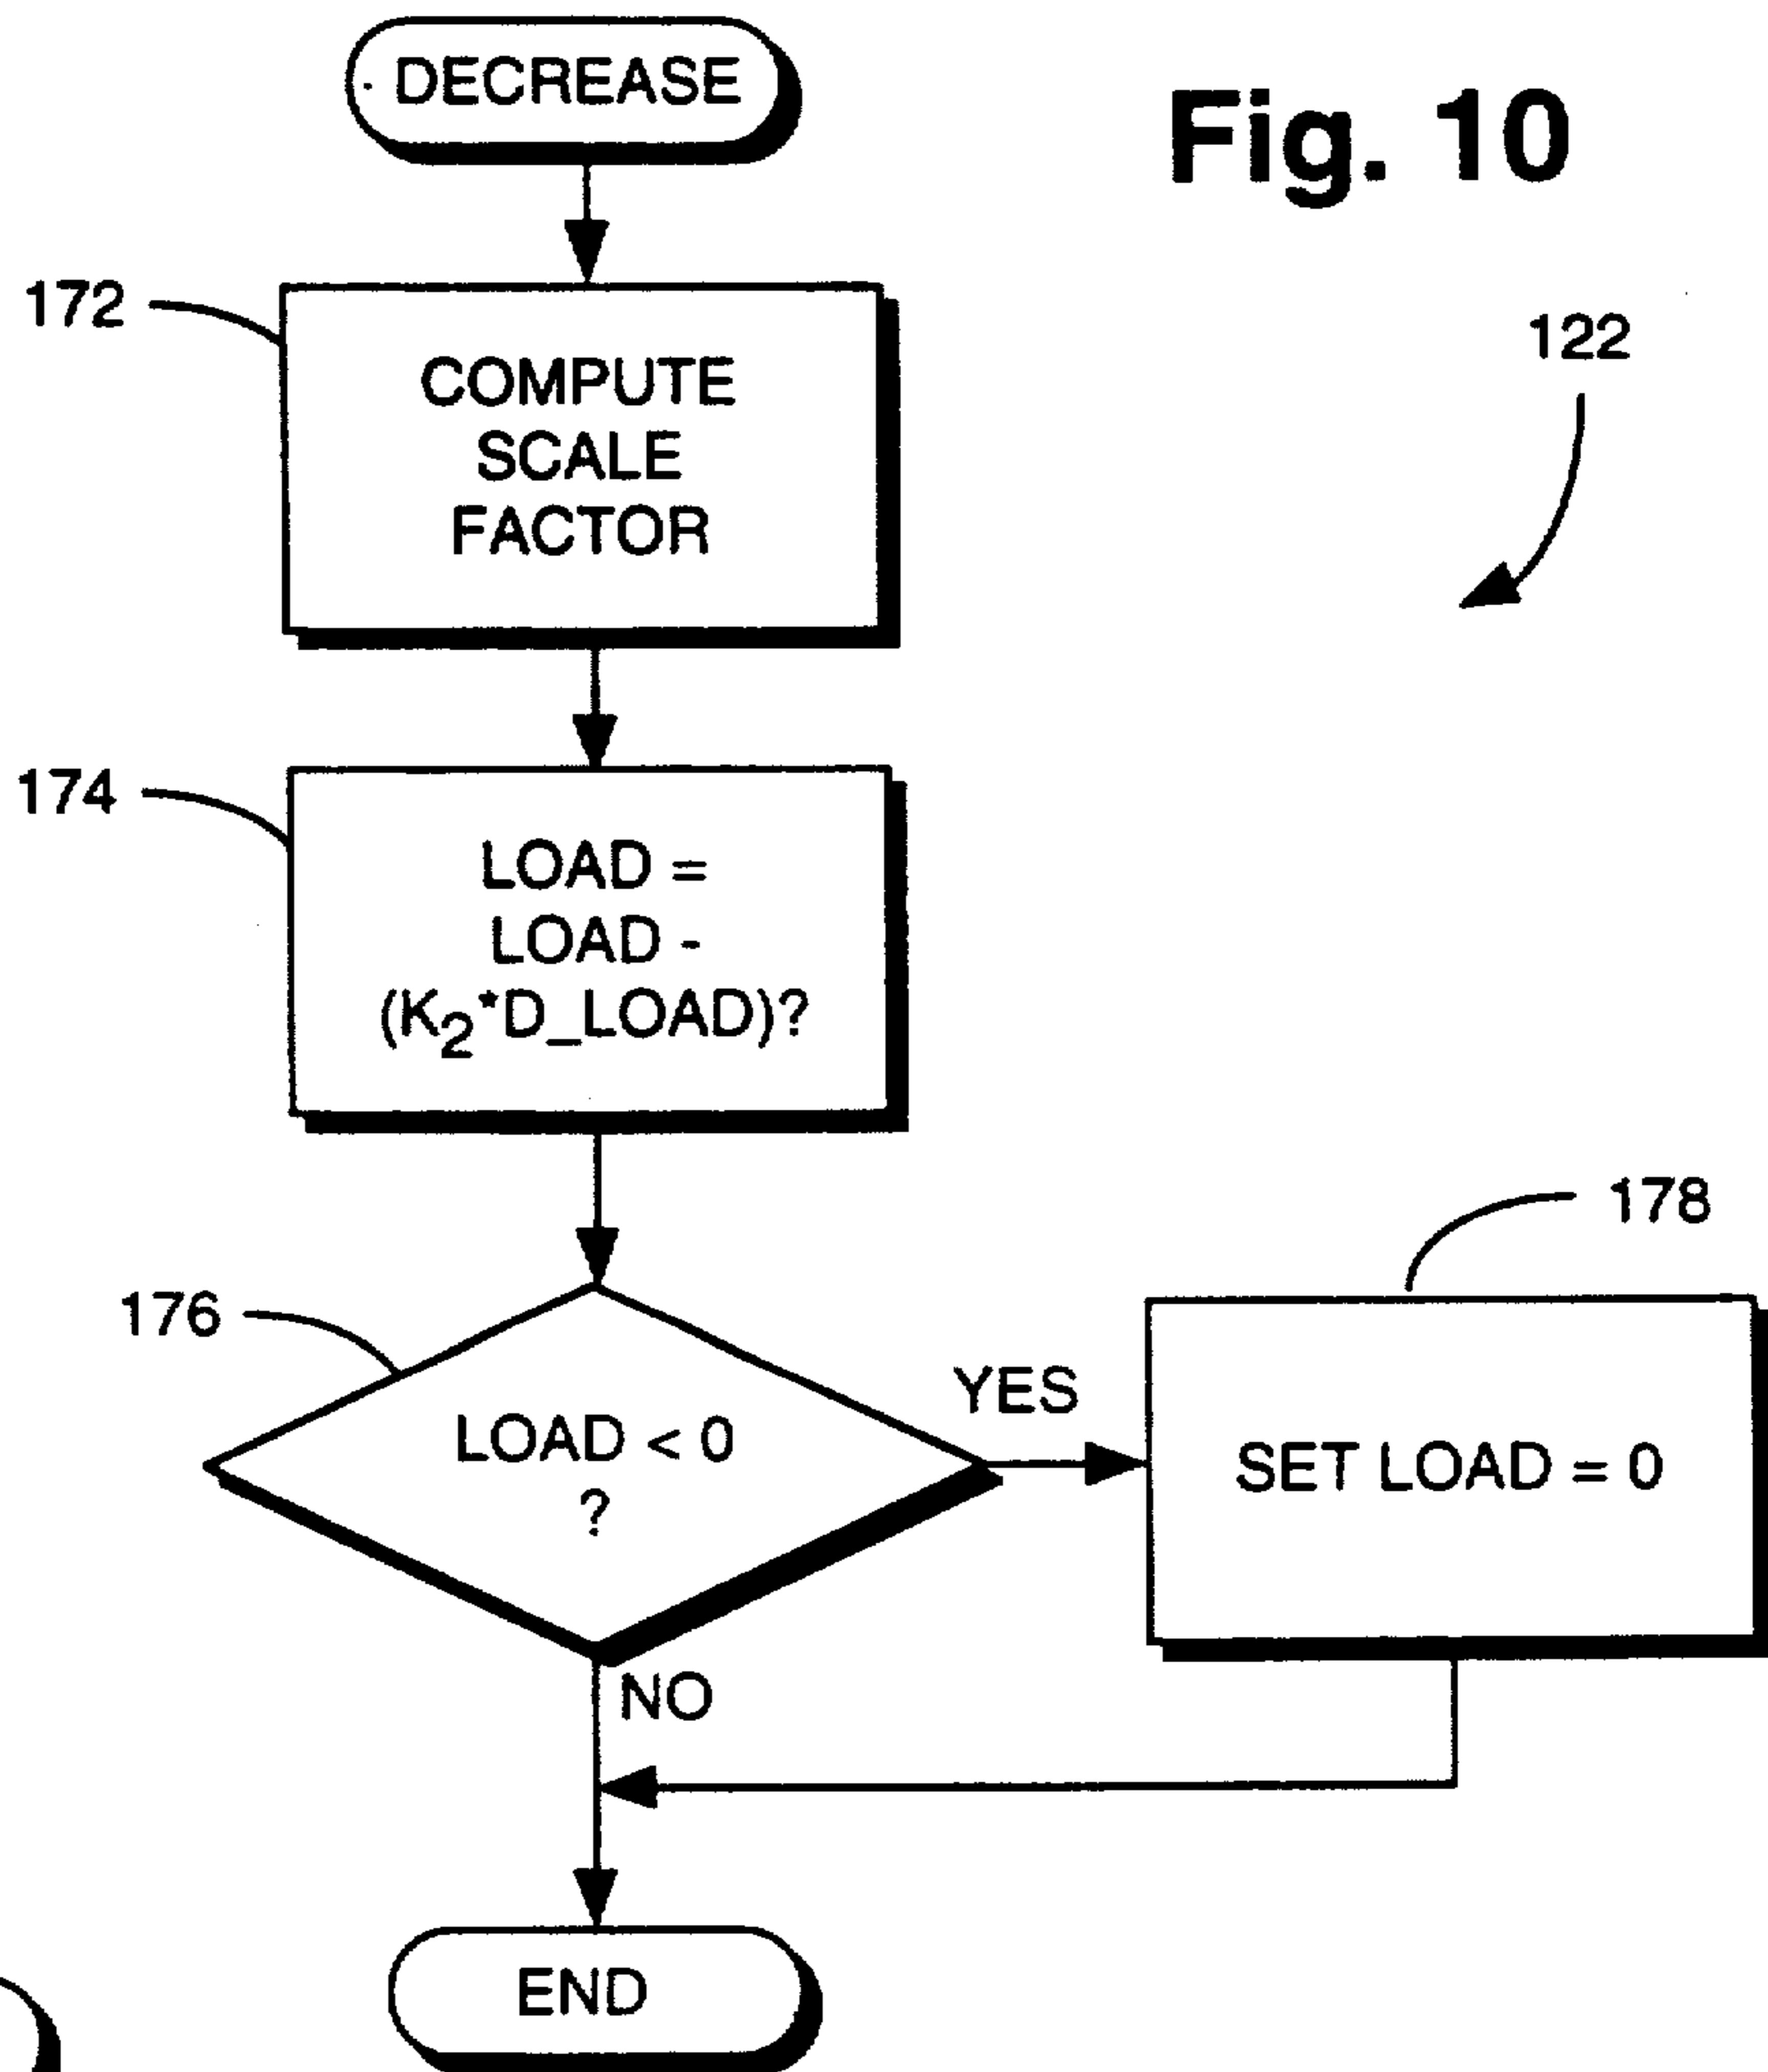 DECREASE
Fig. 10
172
122
COMPUTE
SCALE
FACTOR
174
LOAD =
LOAD -
(K2*D_LOAD)?
178
176
YES
LOAD < 0
?
SET LOAD = 0
NO
END